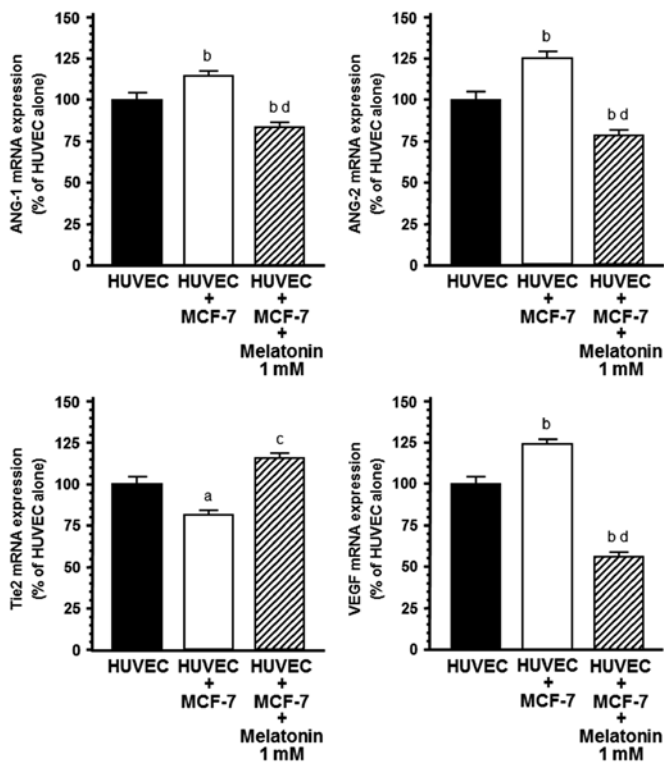 ANG-1 mRNA expression
(% of HUVEC alone)
150
125
100
75
50
25
0
b
b d
HUVEC
HUVEC
+
MCF-7
HUVEC
+
MCF-7
+
Melatonin
1 mM
ANG-2 mRNA expression
(% of HUVEC alone)
150
125
100
75
50
25
0
b
b d
HUVEC
HUVEC
+
MCF-7
HUVEC
+
MCF-7
+
Melatonin
1 mM
Tie2 mRNA expression
(% of HUVEC alone)
150
125
100
75
50
25
0
a
c
HUVEC
HUVEC
+
MCF-7
HUVEC
+
MCF-7
+
Melatonin
1 mM
VEGF mRNA expression
(% of HUVEC alone)
150
125
100
75
50
25
0
b
b d
HUVEC
HUVEC
+
MCF-7
HUVEC
+
MCF-7
+
Melatonin
1 mM